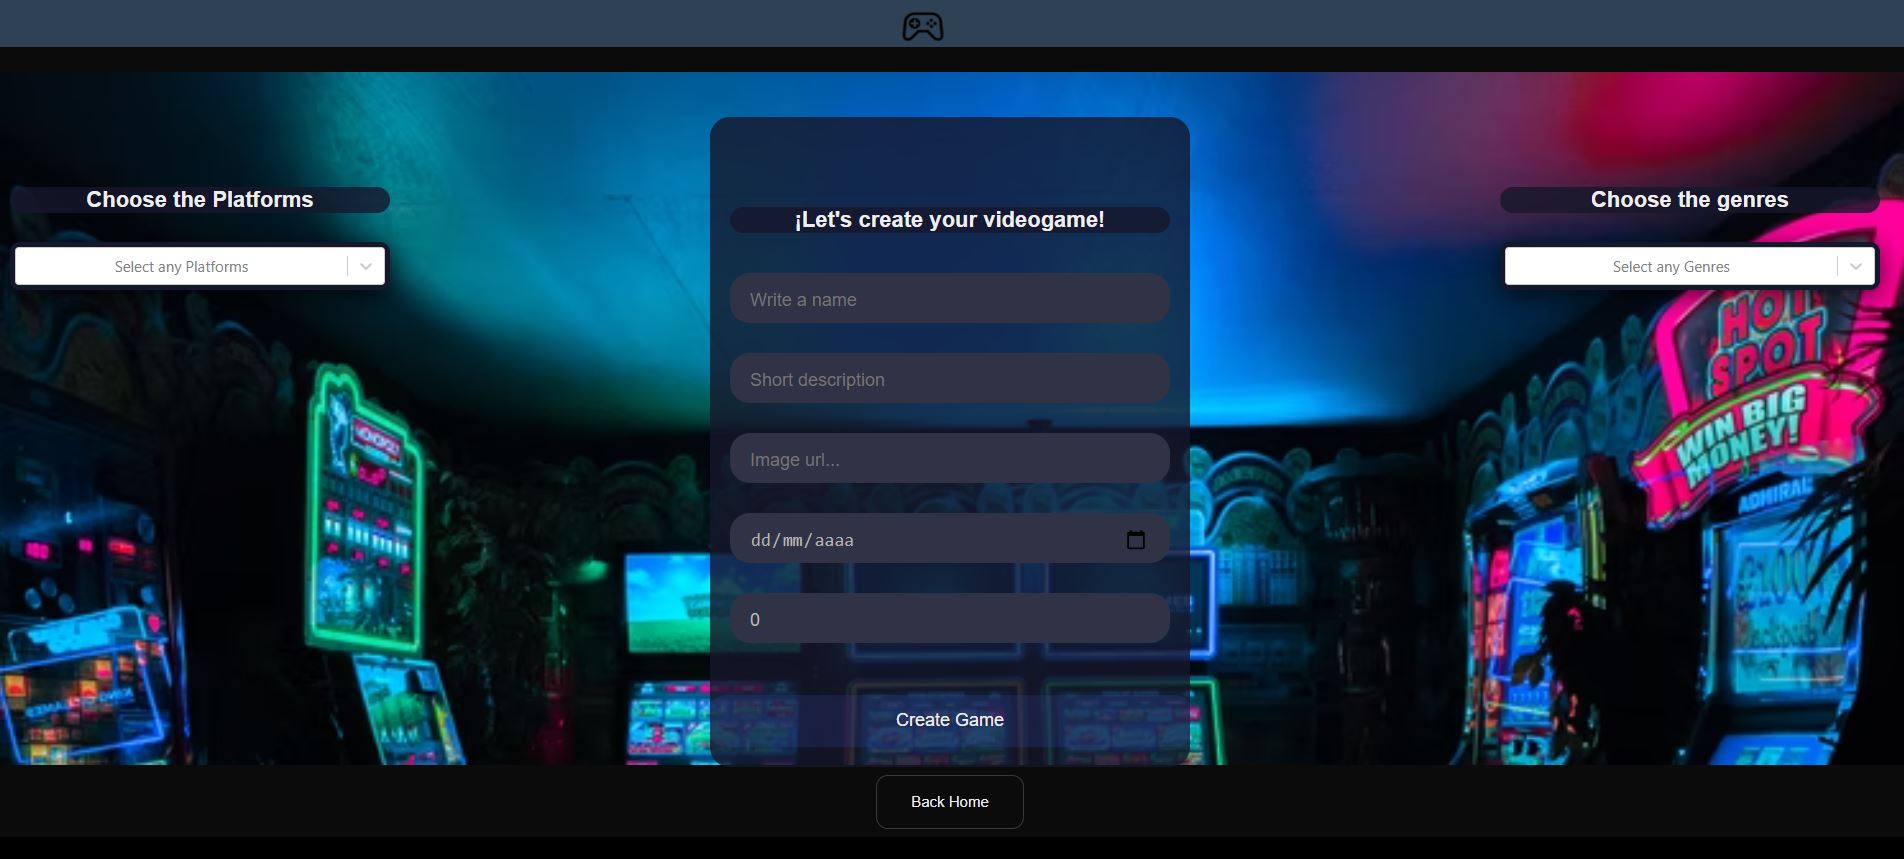 Choose the Platforms
Select any Platforms
¡Let's create your videogame!
Write a name
Short description
Image url...
dd/mm/aaaa
0
Create Game
Choose the genres
Select any Genres
HOT
SPOT
WIN BIG
MONEY!
ADMIRAL
Back Home